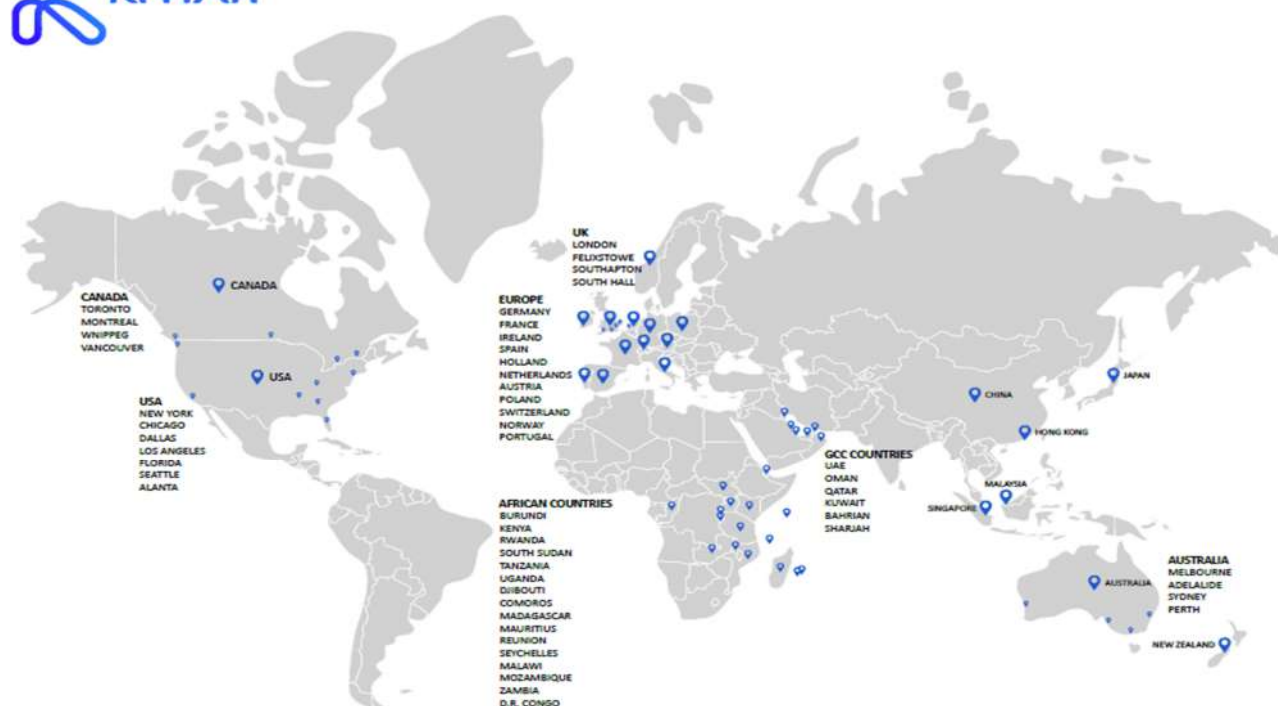 UK
LONDON
FELIXSTOWE
SOUTHAPTON
SOUTH HALL
CANADA
CANADA
TORONTO
MONTREAL
WNIPPEG
VANCOUVER
EUROPE
GERMANY
FRANCE
IRELAND
SPAIN
HOLLAND
NETHERLANDS
AUSTRIA
POLAND
SWITZERLAND
NORWAY
PORTUGAL
USA
USA
NEW YORK
CHICAGO
DALLAS
LOS ANGELES
FLORIDA
SEATTLE
ALANTA
JAPAN
CHINA
HONG KONG
MALAYSIA
SINGAPORE
GCC COUNTRIES
UAE
OMAN
QATAR
KUWAIT
BAHRIAN
SHARJAH
AFRICAN COUNTRIES
BURUNDI
KENYA
RWANDA
SOUTH SUDAN
TANZANIA
UGANDA
DJIBOUTI
COMOROS
MADAGASCAR
MAURITIUS
REUNION
SEYCHELLES
MALAWI
MOZAMBIQUE
ZAMBIA
D.R. CONGO
AUSTRALIA
AUSTRALIA
MELBOURNE
ADELALIDE
SYDNEY
PERTH
NEW ZEALAND